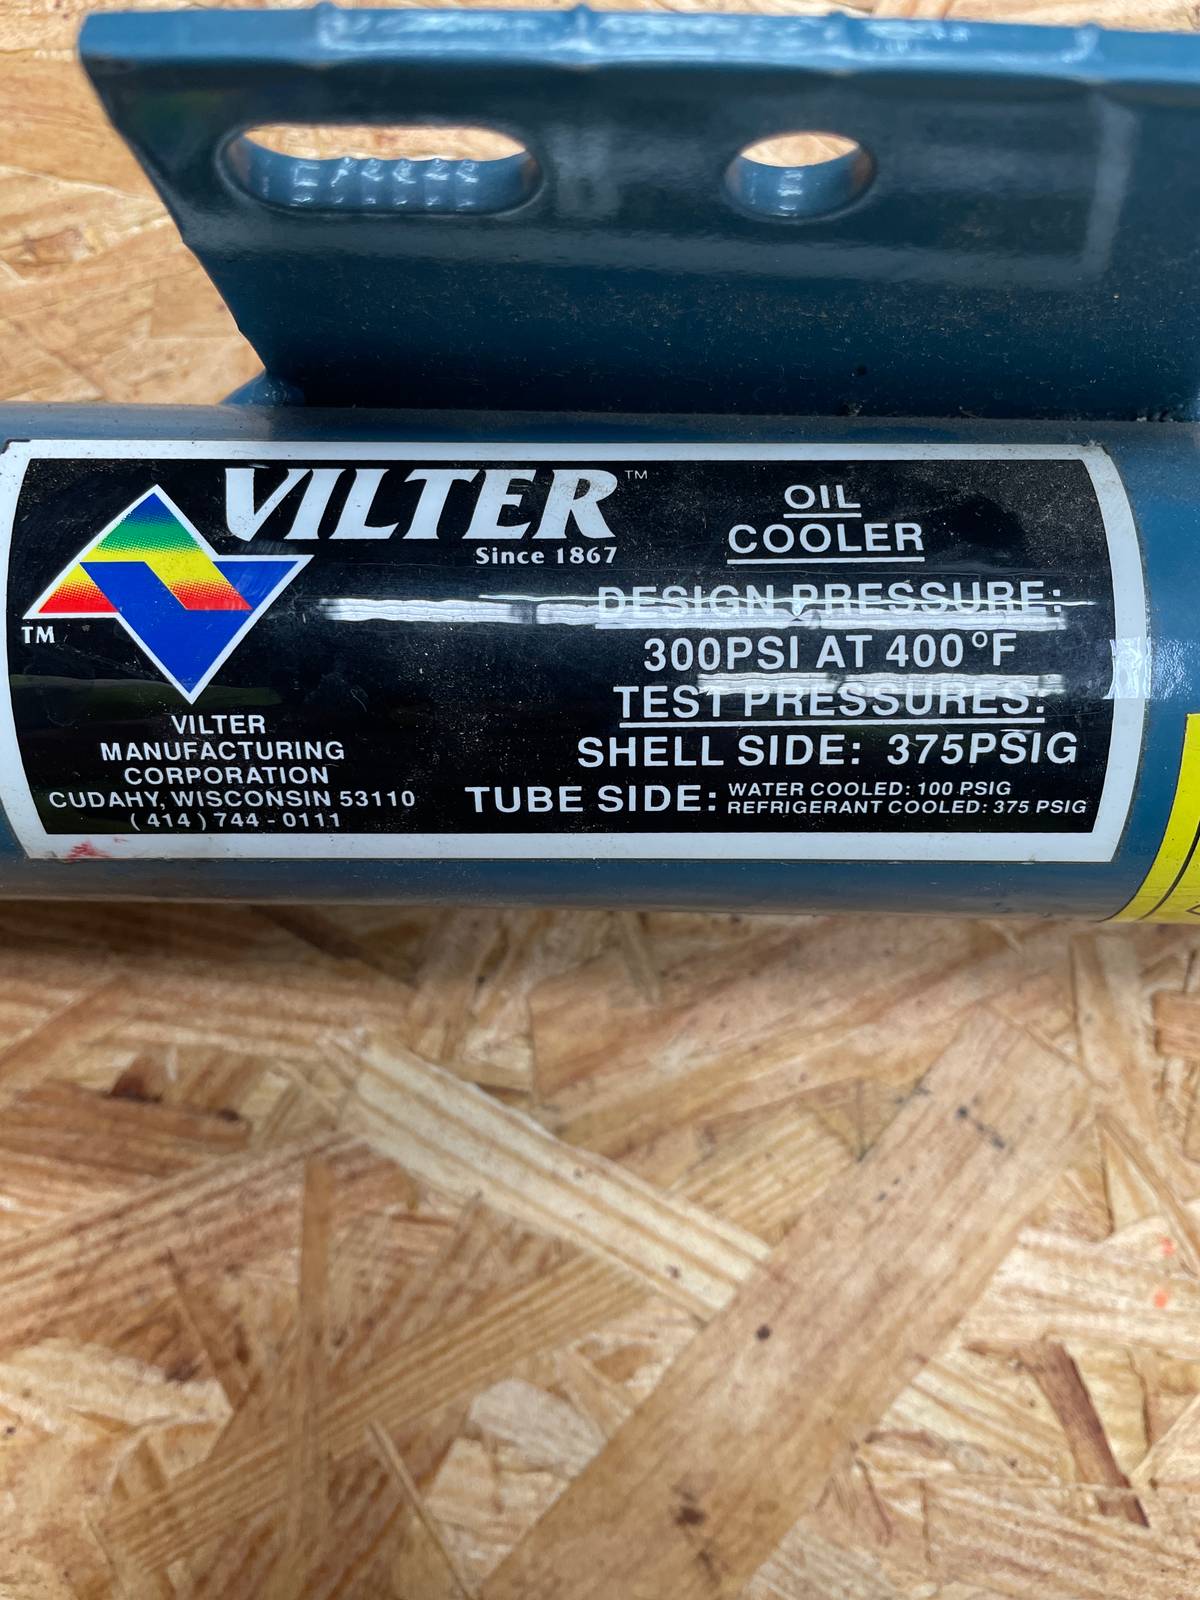 VILTER™
Since 1867
TM
VILTER
MANUFACTURING
CORPORATION
CUDAHY, WISCONSIN 53110
(414)744-0111
OIL
COOLER
DESIGN PRESSURE:
300PSI AT 400°F
TEST PRESSURES:
SHELL SIDE: 375PSIG
TUBE SIDE: WATER COOLED: 100 PSIG
REFRIGERANT COOLED: 375 PSIG